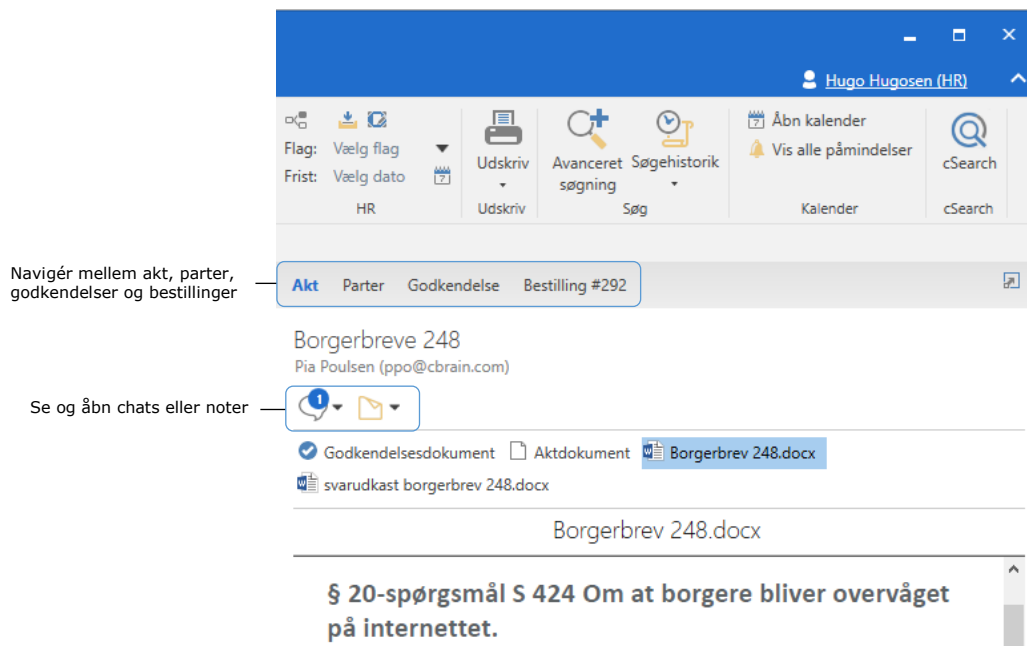 Hugo Hugosen (HR)
Flag: Vælg flag
Frist: Vælg dato 7
HR
Udskriv
Udskriv
Avanceret søgning
Søgehistorik
Søg
7 Åbn kalender
Vis alle påmindelser
Kalender
cSearch
cSearch
Navigér mellem akt, parter,
godkendelser og bestillinger
Akt Parter Godkendelse Bestilling #292
Borgerbreve 248
Pia Poulsen (ppo@cbrain.com)
Se og åbn chats eller noter
1
Godkendelsesdokument Aktdokument Borgerbrev 248.docx
svarudkast borgerbrev 248.docx
Borgerbrev 248.docx
§ 20-spørgsmål S 424 Om at borgere bliver overvåget
på internettet.